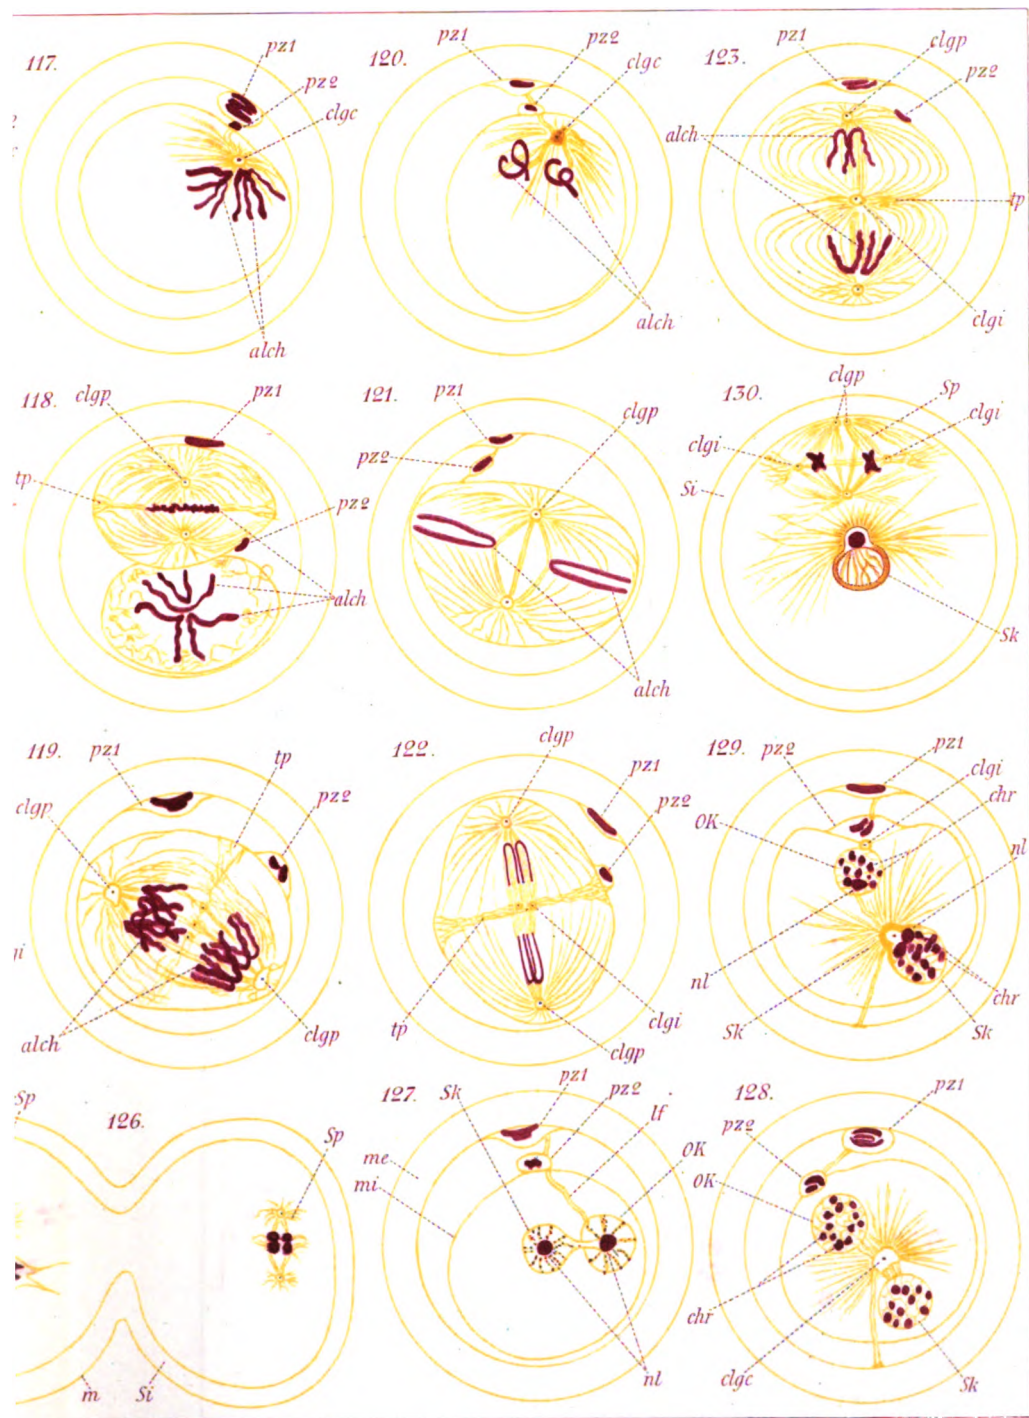 117.
pz1
pz2
clgc
alch
120.
pz1
pz2
clgc
alch
123.
pz1
clgp
pz2
alch
tp
clgi
118.
clgp
pz1
tp
pz2
alch
121.
pz1
clgp
pz2
alch
130.
clgp
Sp
clgi
clgi
Si
Sk
119.
pz1
tp
clgp
pz2
alch
clgp
122.
clgp
pz1
pz2
tp
clgi
clgp
129.
pz2
pz1
clgi
chr
OK
nl
nl
chr
Sk
Sk
Sp
126.
Sp
m
Si
127.
Sk
pz1
pz2
lf
OK
me
mi
nl
128.
pz1
pz2
OK
chr
clgc
Sk